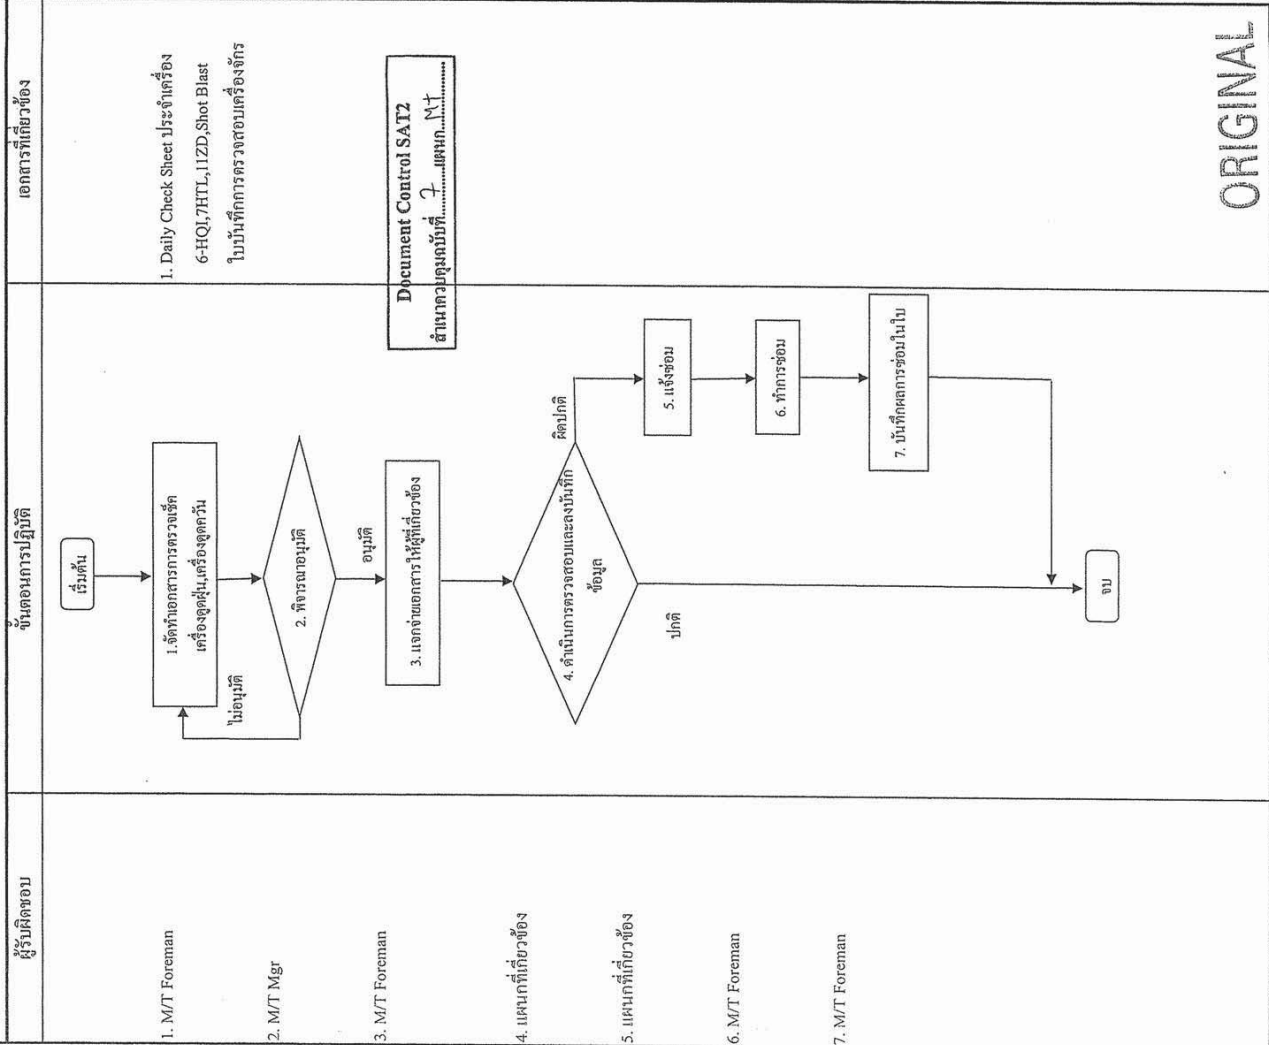 ผู้รับผิดชอบ
ขั้นตอนการปฏิบัติ
เอกสารที่เกี่ยวข้อง
1. M/T Foreman
2. M/T Mgr
3. M/T Foreman
4. แผนกที่เกี่ยวข้อง
5. แผนกที่เกี่ยวข้อง
6. M/T Foreman
7. M/T Foreman
เริ่มต้น
1.จัดทำเอกสารการตรวจเช็ค
เครื่องดูดฝุ่น,เครื่องดูดควัน
ไม่อนุมัติ
2. พิจารณาอนุมัติ
อนุมัติ
3. แจกจ่ายเอกสารให้ผู้ที่เกี่ยวข้อง
4. ดำเนินการตรวจสอบและลงบันทึก
ข้อมูล
ผิดปกติ
ปกติ
5. แจ้งซ่อม
6. ทำการซ่อม
7. บันทึกผลการซ่อมในใบ
จบ
1. Daily Check Sheet ประจำเครื่อง
6-HQI,7HTL,11ZD,Shot Blast
ใบบันทึกการตรวจสอบเครื่องจักร
Document Control SAT2
สำเนาควบคุมฉบับที่ 7 แผนก MT
ORIGINAL